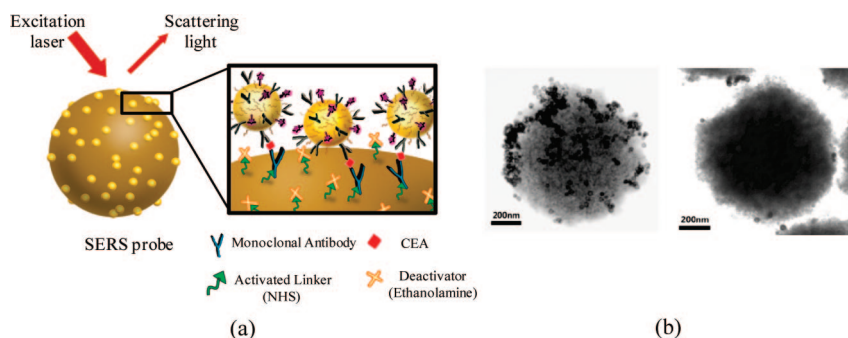 Excitation
laser
Scattering
light
SERS probe
Monoclonal Antibody
CEA
Activated Linker
(NHS)
Deactivator
(Ethanolamine)
(a)
200nm
200nm
(b)